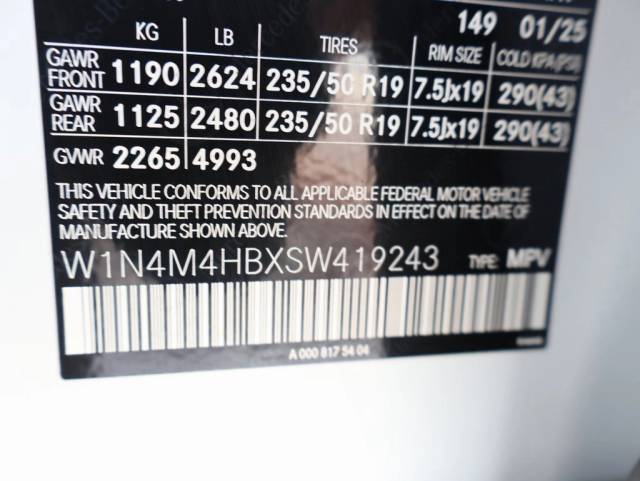 149 01/25
KG LB TIRES RIM SIZE COLD KPA(PSI)
GAWR FRONT 1190 2624 235/50 R19 7.5Jx19 290(43)
GAWR REAR 1125 2480 235/50 R19 7.5Jx19 290(43)
GVWR 2265 4993
THIS VEHICLE CONFORMS TO ALL APPLICABLE FEDERAL MOTOR VEHICLE
SAFETY AND THEFT PREVENTION STANDARDS IN EFFECT ON THE DATE OF
MANUFACTURE SHOWN ABOVE.
W1N4M4HBXSW419243 TYPE: MPV
A 000 817 54 04